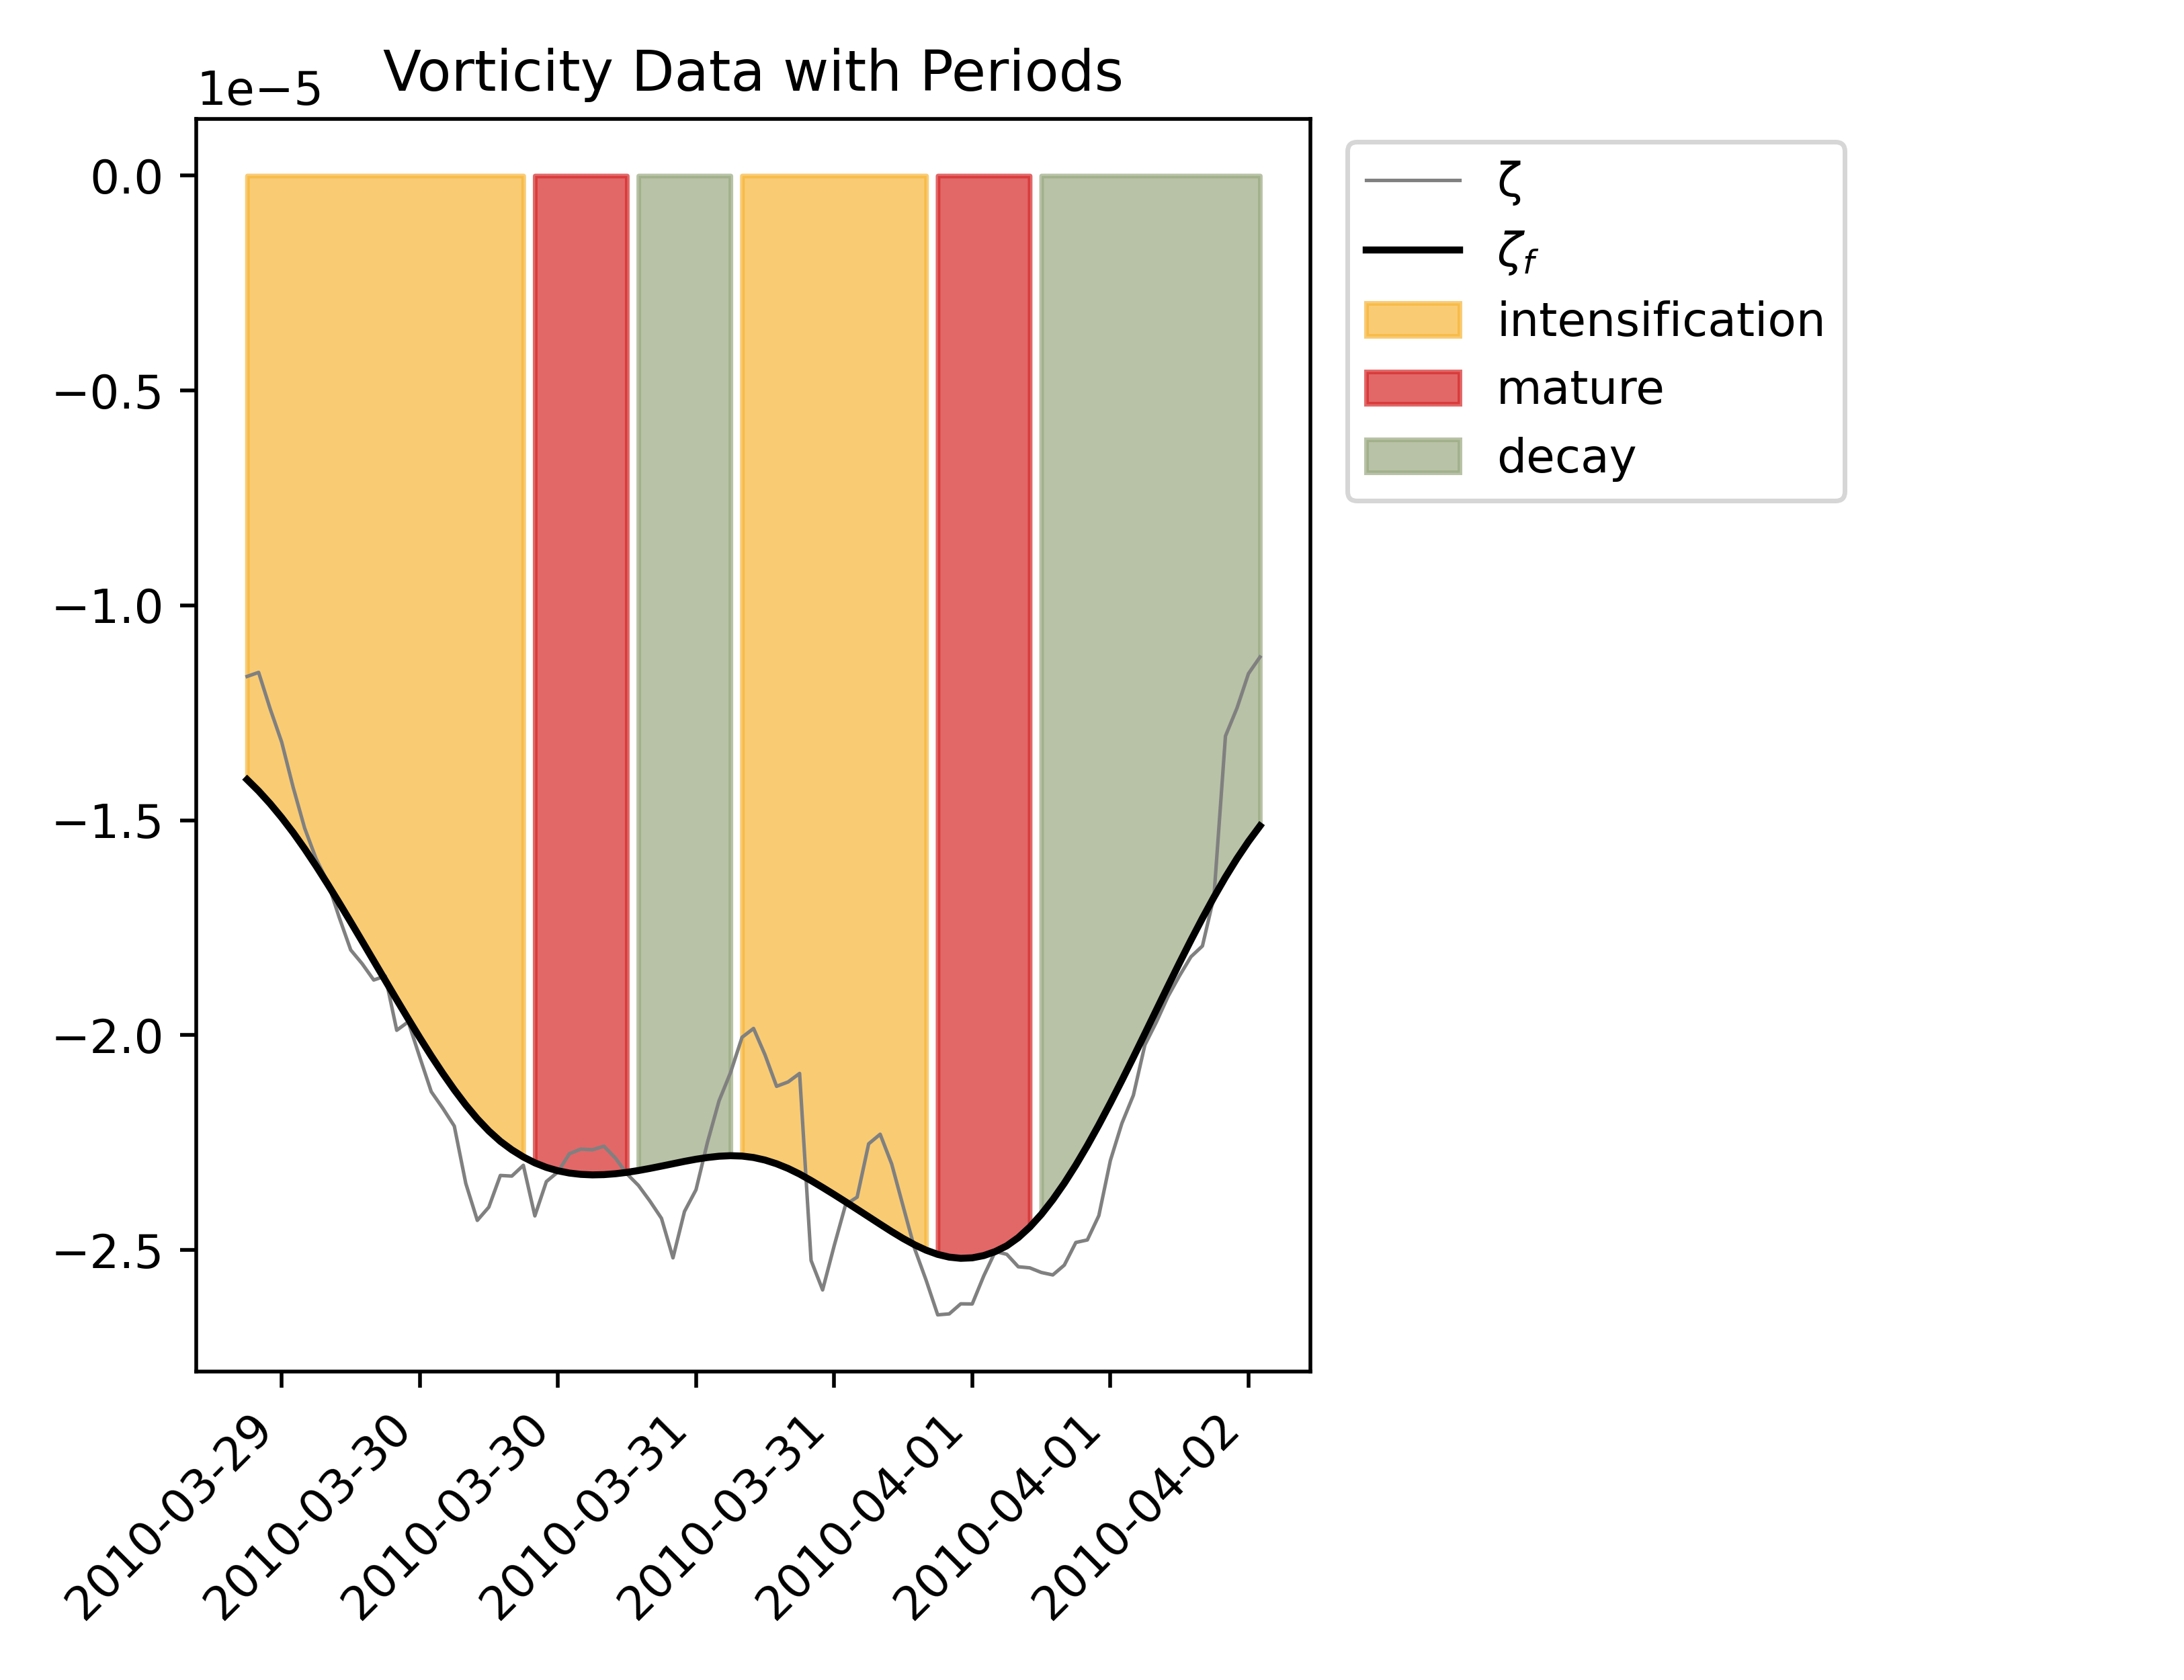 Vorticity Data with Periods
1e−5
0.0
−0.5
−1.0
−1.5
−2.0
−2.5
2010-03-29
2010-03-30
2010-03-30
2010-03-31
2010-03-31
2010-04-01
2010-04-01
2010-04-02
ζ
ζf
intensification
mature
decay